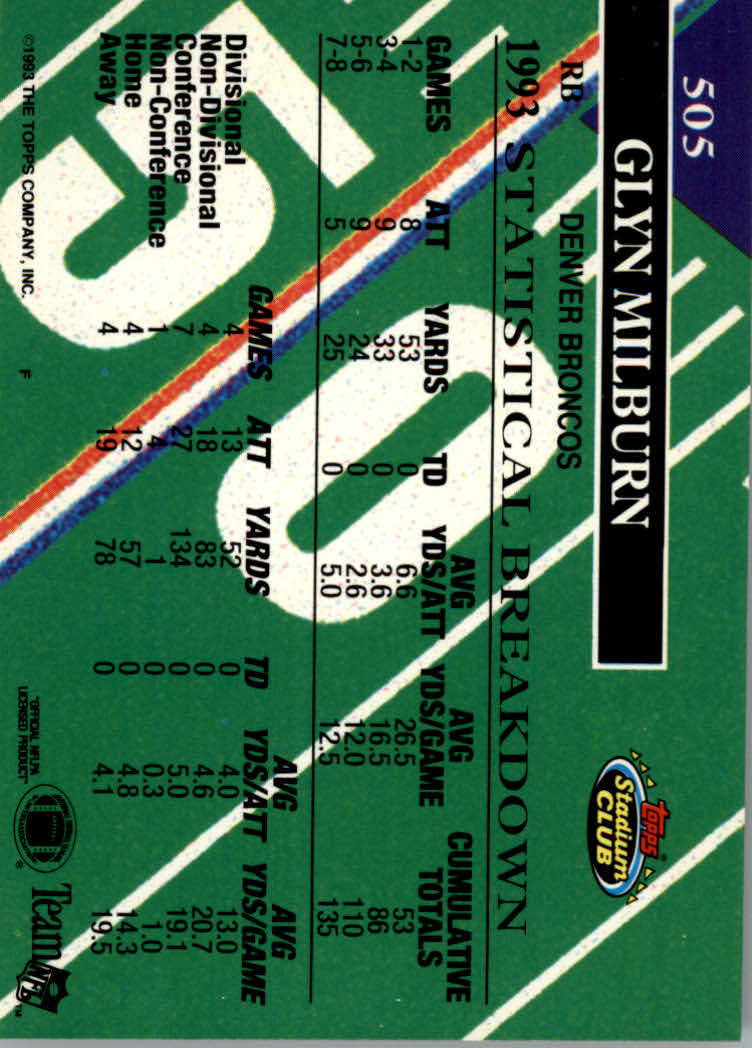 505
GLYN MILBURN
RB DENVER BRONCOS
Topps
Stadium
CLUB
1993 STATISTICAL BREAKDOWN
AVG AVG CUMULATIVE
GAMES ATT YARDS TD YDS/ATT YDS/GAME TOTALS
1-2 8 53 0 6.6 26.5 53
3-4 9 33 0 3.6 16.5 86
5-6 9 24 0 2.6 12.0 110
7-8 5 25 0 5.0 12.5 135
AVG AVG
GAMES ATT YARDS TD YDS/ATT YDS/GAME
Divisional 4 13 52 0 4.0 13.0
Non-Divisional 4 18 83 0 4.6 20.7
Conference 7 27 134 0 5.0 19.1
Non-Conference 1 4 1 0 0.3 1.0
Home 4 12 57 0 4.8 14.3
Away 4 19 78 0 4.1 19.5
50
©1993 THE TOPPS COMPANY, INC. F
"OFFICIAL NFLPA
LICENSED PRODUCT"
®
Team NFL™